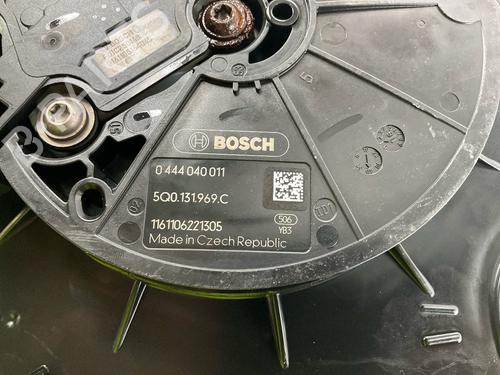 BOSCH
0 444 040 011
5Q0.131.969.C
1161106221305
506
YB3
Made in Czech Republic